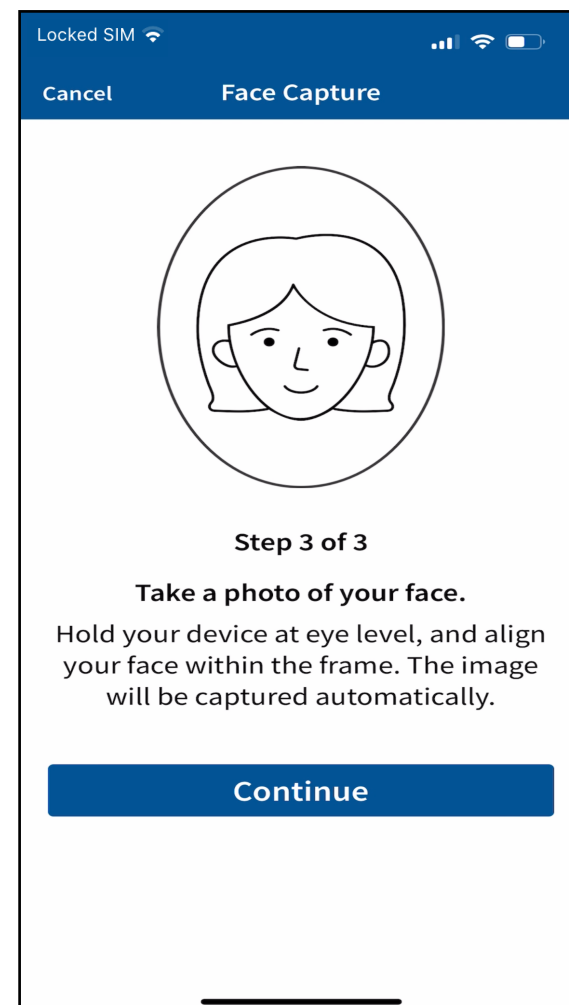 Locked SIM
Cancel Face Capture
Step 3 of 3
Take a photo of your face.
Hold your device at eye level, and align
your face within the frame. The image
will be captured automatically.
Continue